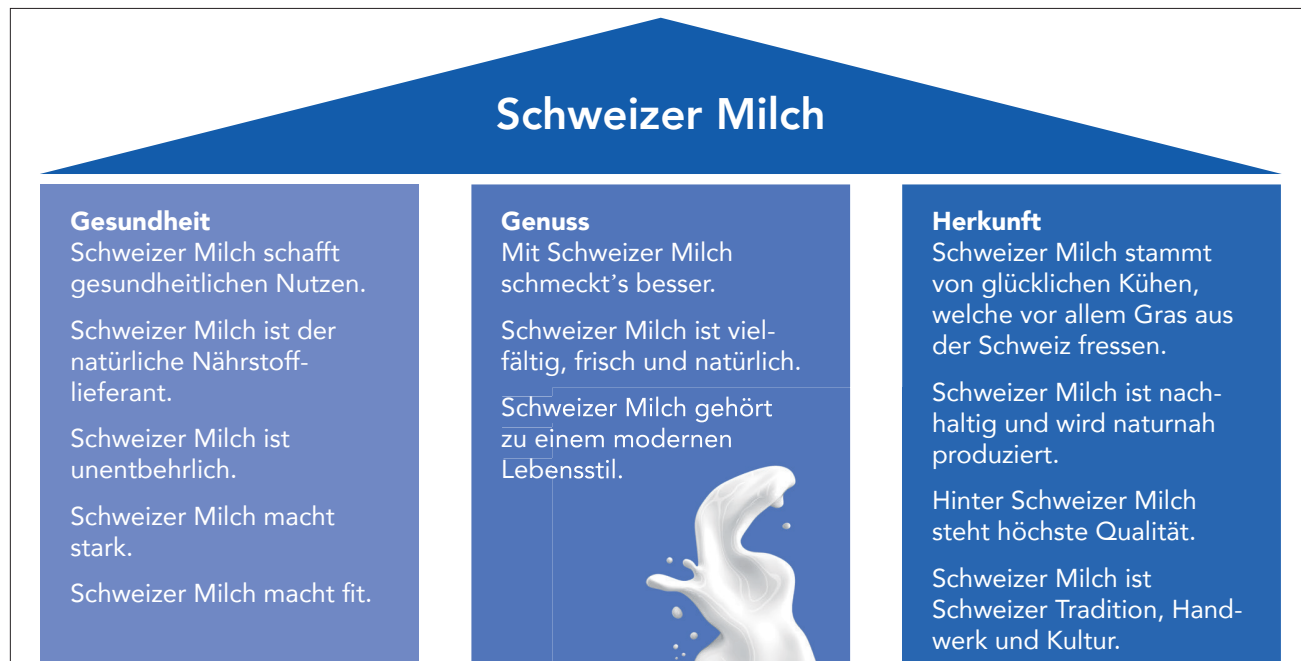 Schweizer Milch
Gesundheit
Schweizer Milch schafft
gesundheitlichen Nutzen.
Schweizer Milch ist der
natürliche Nährstoff-
lieferant.
Schweizer Milch ist
unentbehrlich.
Schweizer Milch macht
stark.
Schweizer Milch macht fit.
Genuss
Mit Schweizer Milch
schmeckt’s besser.
Schweizer Milch ist viel-
fältig, frisch und natürlich.
Schweizer Milch gehört
zu einem modernen
Lebensstil.
Herkunft
Schweizer Milch stammt
von glücklichen Kühen,
welche vor allem Gras aus
der Schweiz fressen.
Schweizer Milch ist nach-
haltig und wird naturnah
produziert.
Hinter Schweizer Milch
steht höchste Qualität.
Schweizer Milch ist
Schweizer Tradition, Hand-
werk und Kultur.